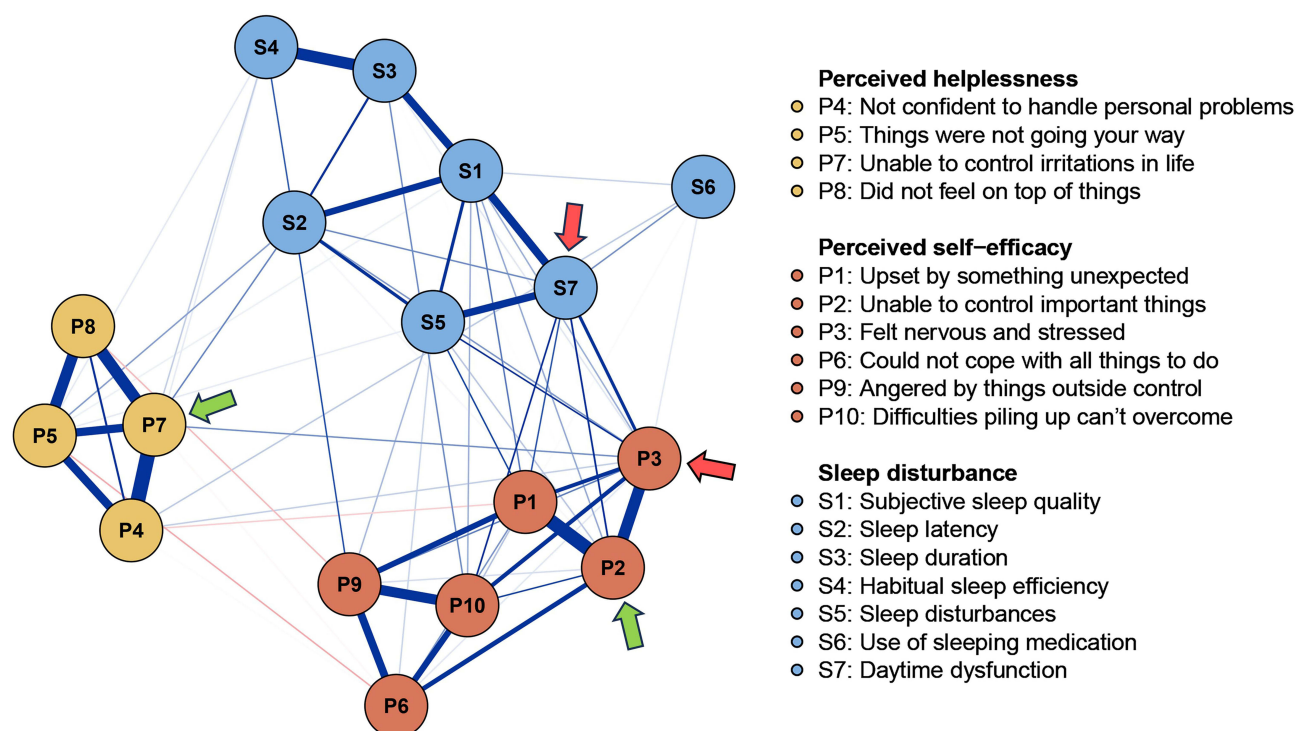 S4
S3
S1
S6
S2
S7
S5
P8
P7
P5
P3
P1
P4
P2
P9
P10
P6
Perceived helplessness
P4: Not confident to handle personal problems
P5: Things were not going your way
P7: Unable to control irritations in life
P8: Did not feel on top of things
Perceived self−efficacy
P1: Upset by something unexpected
P2: Unable to control important things
P3: Felt nervous and stressed
P6: Could not cope with all things to do
P9: Angered by things outside control
P10: Difficulties piling up can't overcome
Sleep disturbance
S1: Subjective sleep quality
S2: Sleep latency
S3: Sleep duration
S4: Habitual sleep efficiency
S5: Sleep disturbances
S6: Use of sleeping medication
S7: Daytime dysfunction